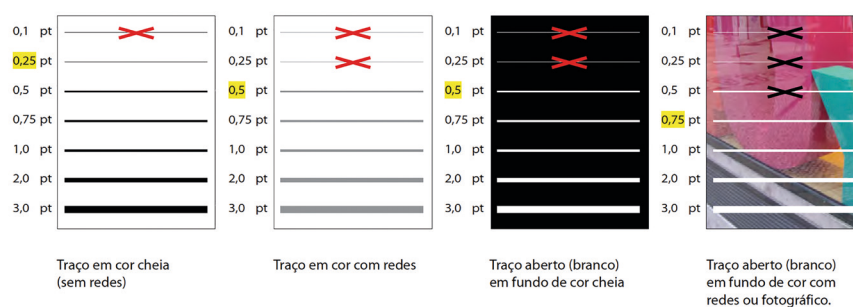 0,1 pt
0,25 pt
0,5 pt
0,75 pt
1,0 pt
2,0 pt
3,0 pt
Traço em cor cheia
(sem redes)
0,1 pt
0,25 pt
0,5 pt
0,75 pt
1,0 pt
2,0 pt
3,0 pt
Traço em cor com redes
0,1 pt
0,25 pt
0,5 pt
0,75 pt
1,0 pt
2,0 pt
3,0 pt
Traço aberto (branco)
em fundo de cor cheia
0,1 pt
0,25 pt
0,5 pt
0,75 pt
1,0 pt
2,0 pt
3,0 pt
Traço aberto (branco)
em fundo de cor com
redes ou fotográfico.